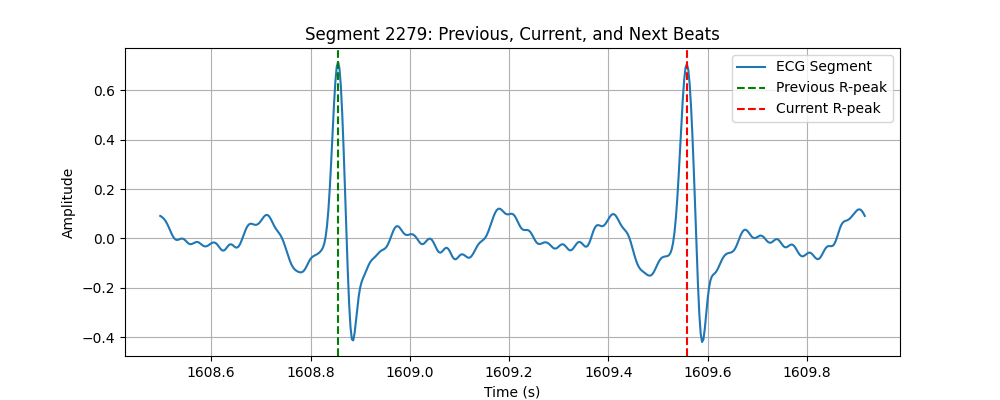 Segment 2279: Previous, Current, and Next Beats
ECG Segment
Previous R-peak
Current R-peak
Amplitude
0.6
0.4
0.2
0.0
−0.2
−0.4
1608.6 1608.8 1609.0 1609.2 1609.4 1609.6 1609.8
Time (s)